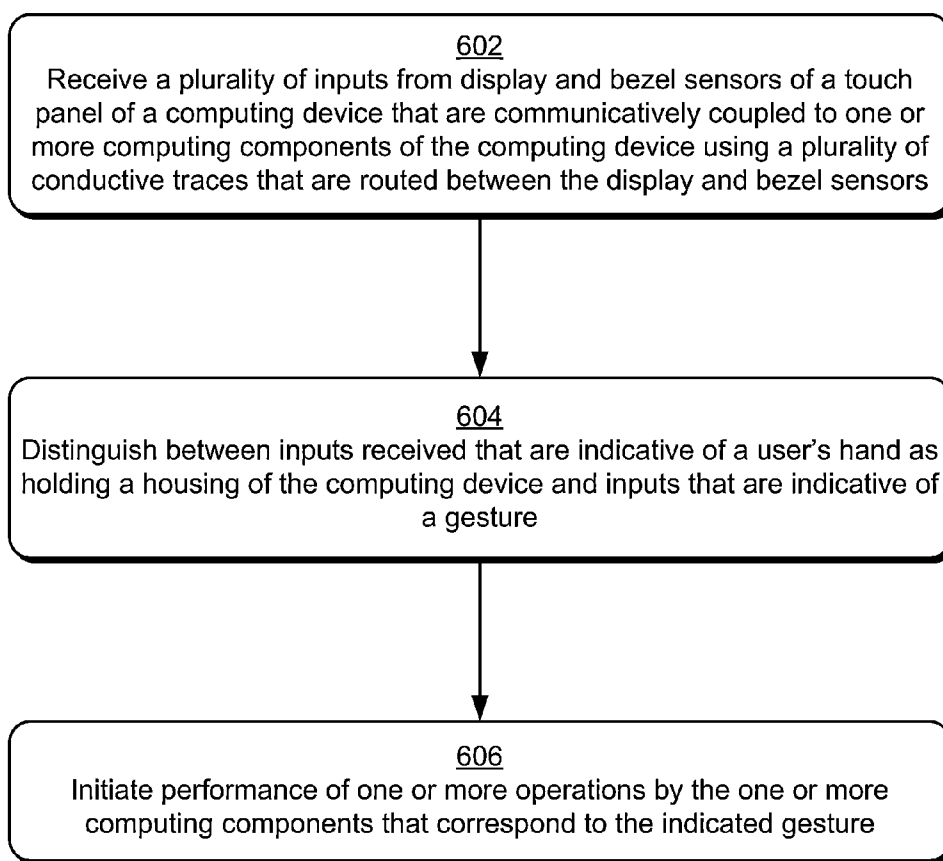 602
Receive a plurality of inputs from display and bezel sensors of a touch
panel of a computing device that are communicatively coupled to one or
more computing components of the computing device using a plurality of
conductive traces that are routed between the display and bezel sensors
604
Distinguish between inputs received that are indicative of a user's hand as
holding a housing of the computing device and inputs that are indicative of
a gesture
606
Initiate performance of one or more operations by the one or more
computing components that correspond to the indicated gesture